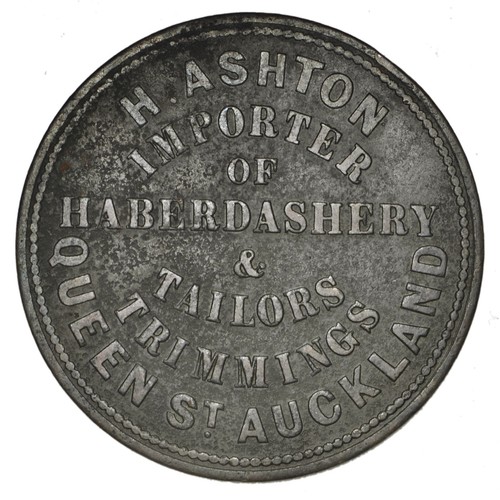 H. ASHTON
IMPORTER
OF
HABERDASHERY
&
TAILORS
TRIMMINGS
QUEEN ST. AUCKLAND